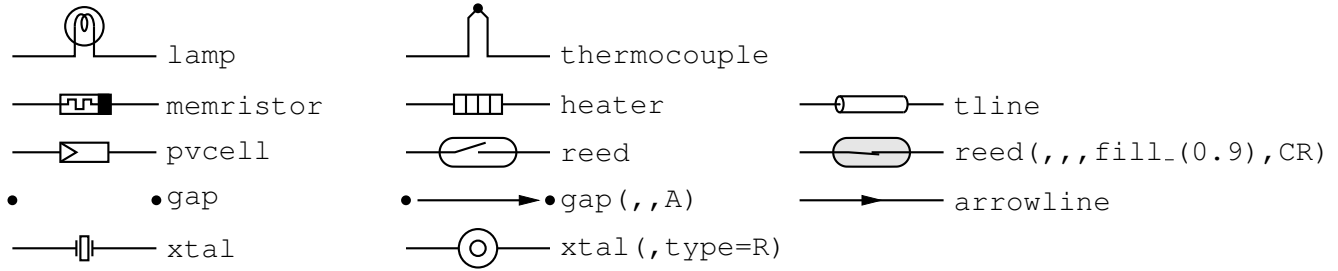 lamp thermocouple
memristor heater tline
pvcell reed reed(,,,fill_(0.9),CR)
gap gap(,,A) arrowline
xtal xtal(,type=R)